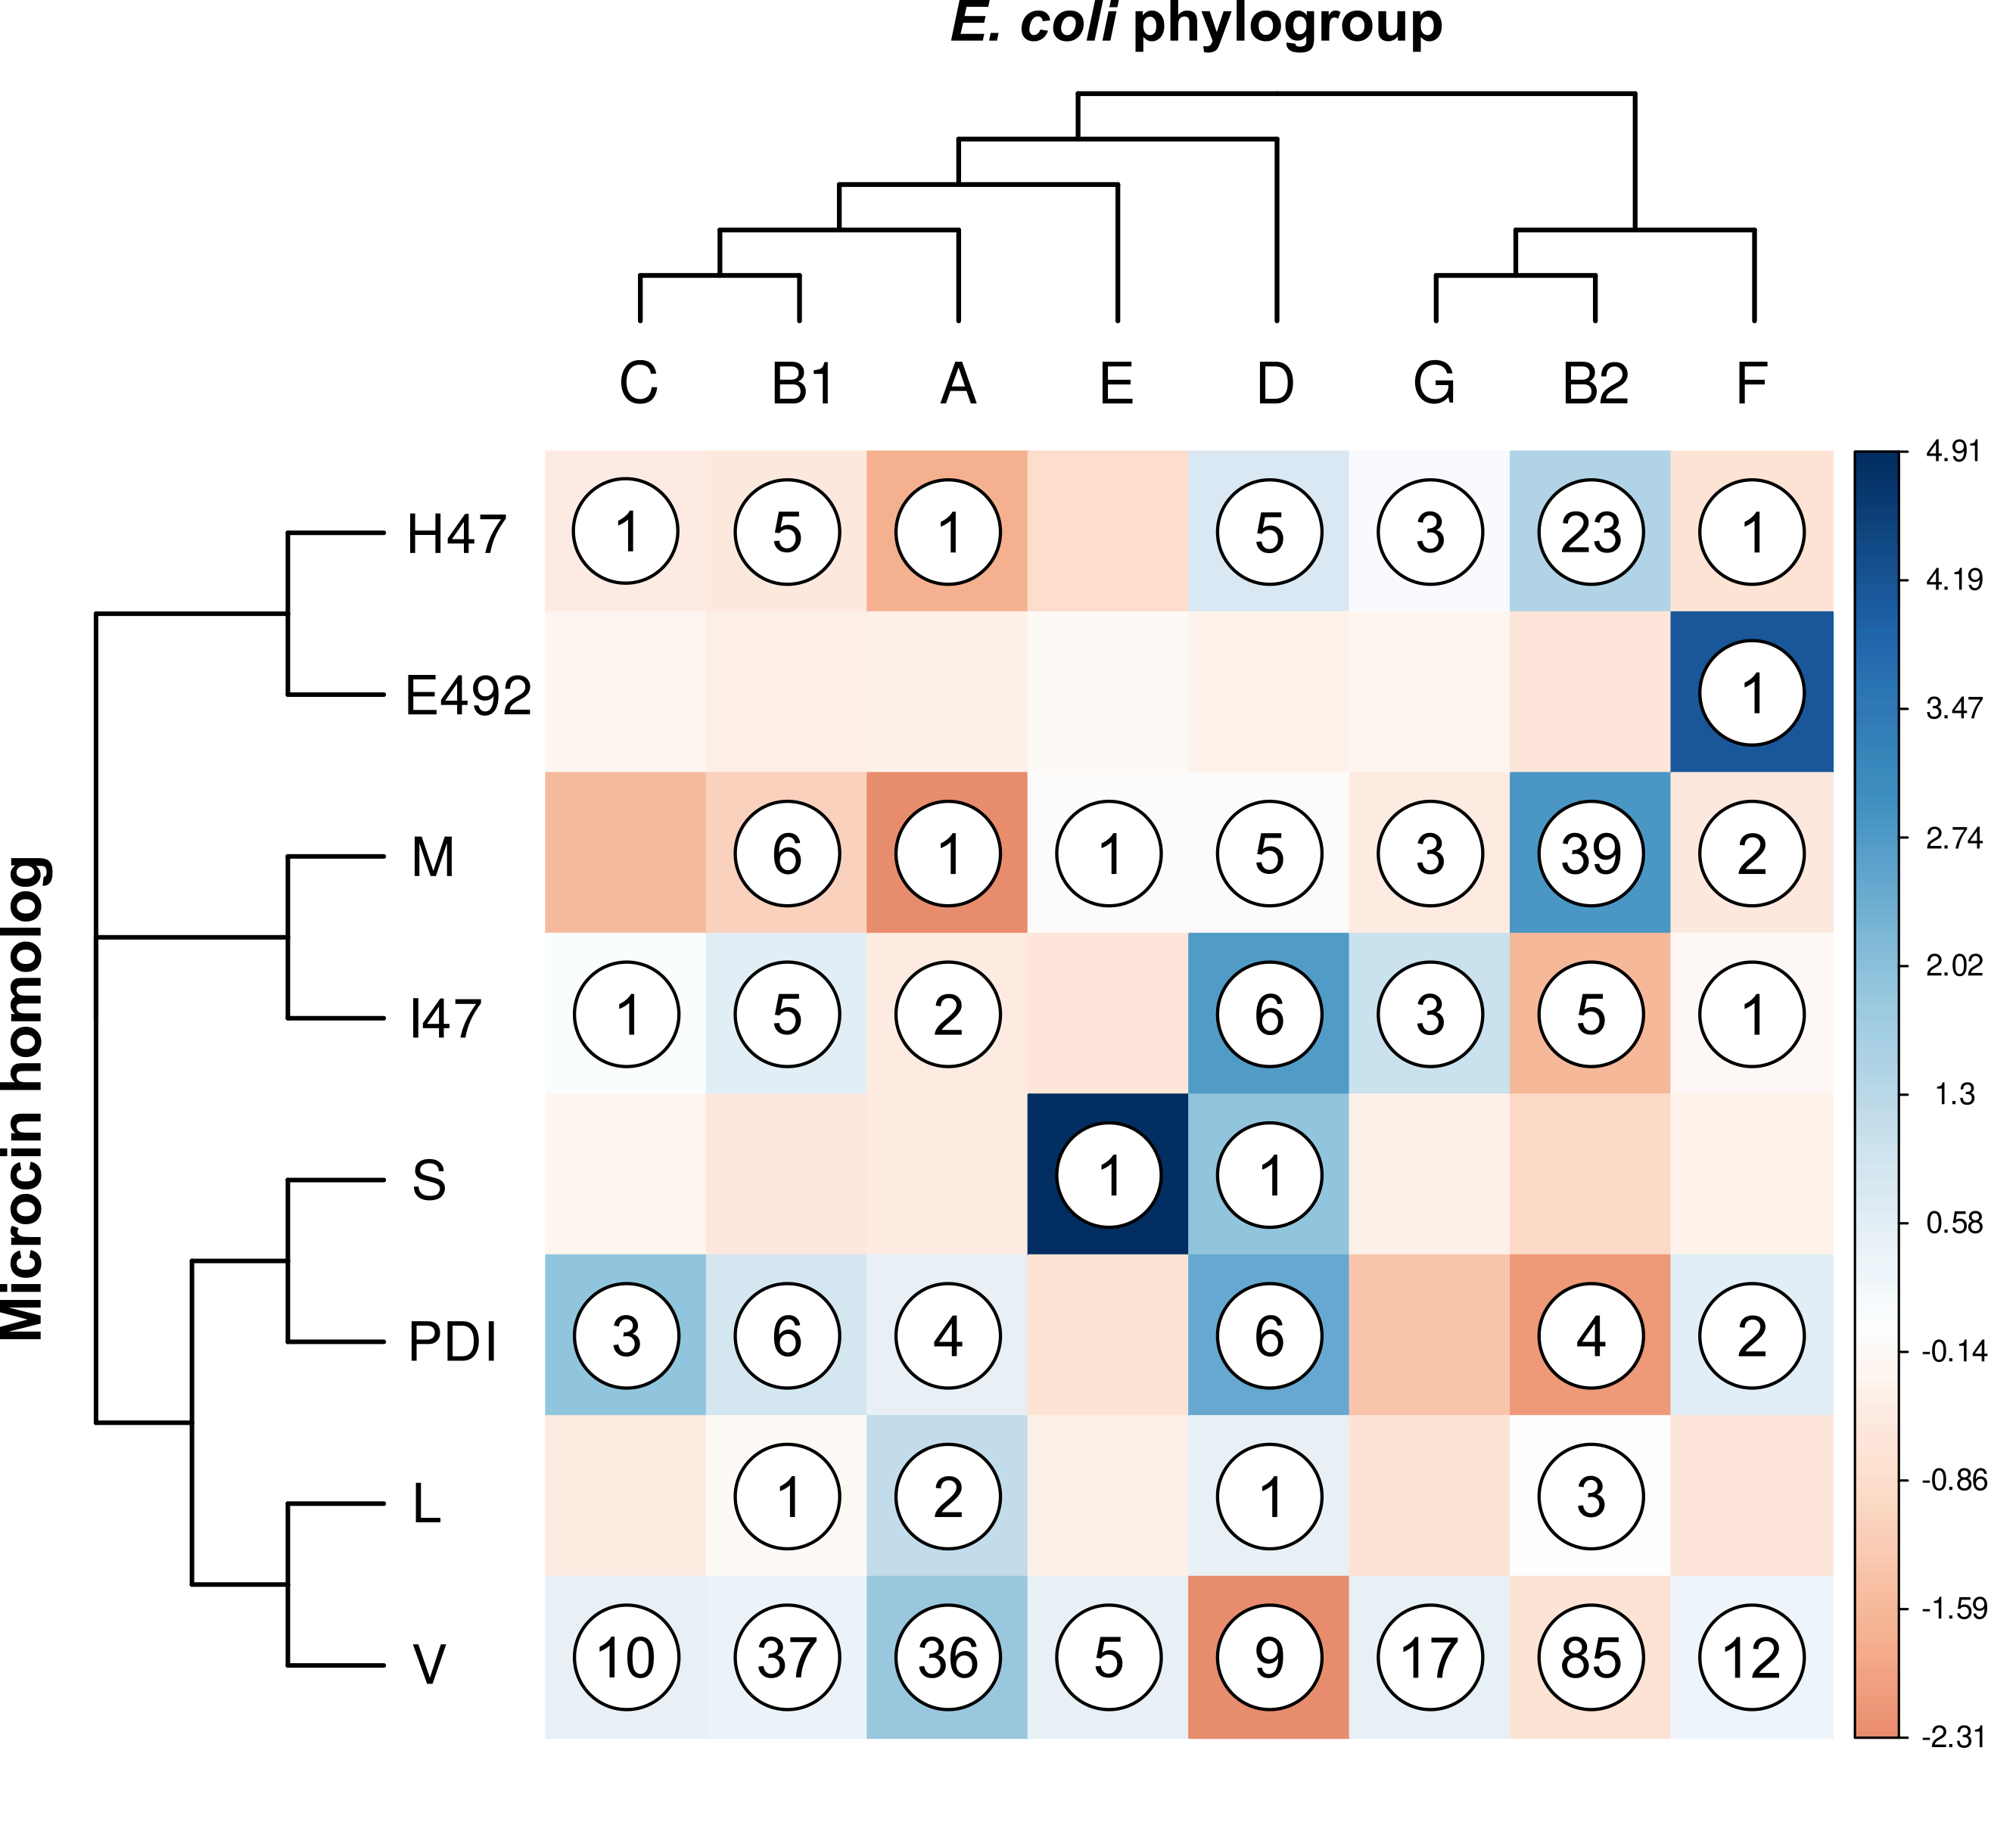 E. coli phylogroup
C B1 A E D G B2 F
Microcin homolog
H47 1 5 1 5 3 23 1
E492 1
M 6 1 1 5 3 39 2
I47 1 5 2 6 3 5 1
S 1 1
PDI 3 6 4 6 4 2
L 1 2 1 3
V 10 37 36 5 9 17 85 12
4.91
4.19
3.47
2.74
2.02
1.3
0.58
-0.14
-0.86
-1.59
-2.31